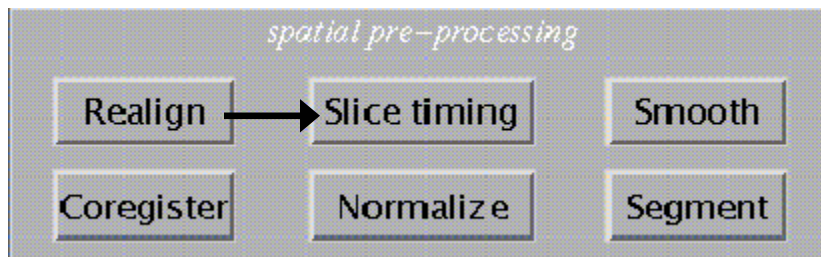 spatial pre-processing
Realign Slice timing Smooth
Coregister Normalize Segment